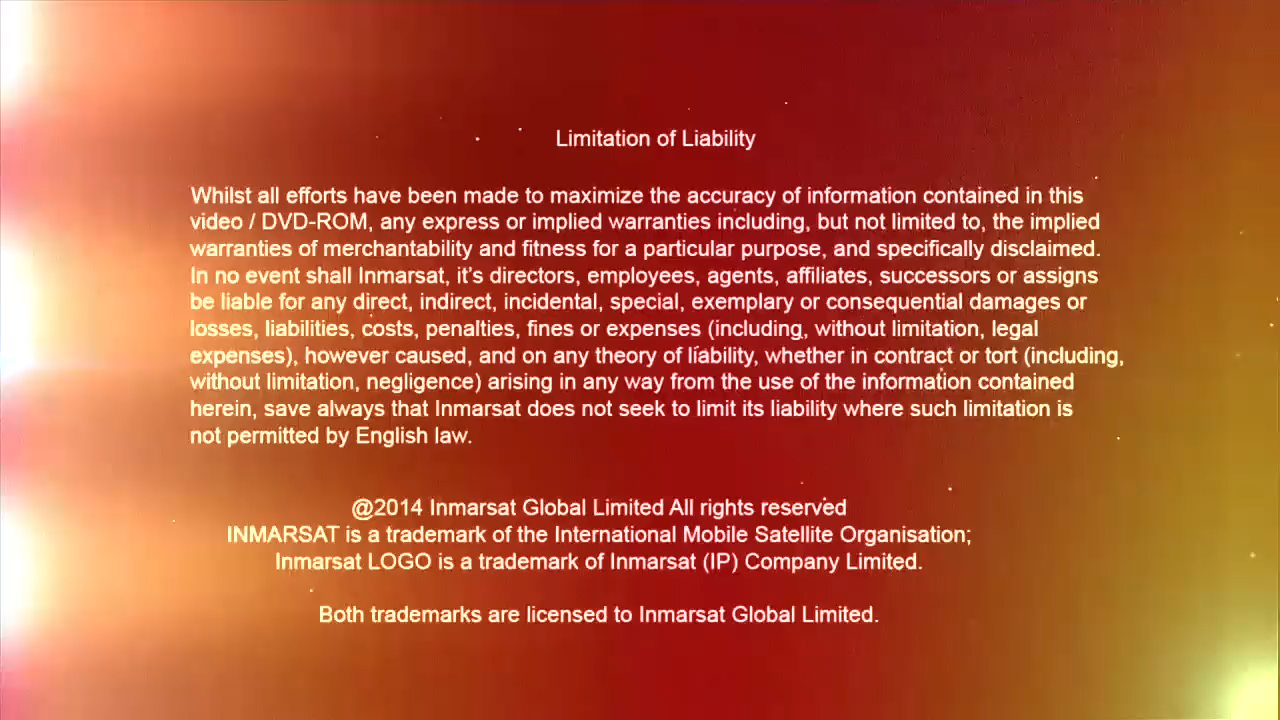 Limitation of Liability
Whilst all efforts have been made to maximize the accuracy of information contained in this
video / DVD-ROM, any express or implied warranties including, but not limited to, the implied
warranties of merchantability and fitness for a particular purpose, and specifically disclaimed.
In no event shall Inmarsat, it's directors, employees, agents, affiliates, successors or assigns
be liable for any direct, indirect, incidental, special, exemplary or consequential damages or
losses, liabilities, costs, penalties, fines or expenses (including, without limitation, legal
expenses), however caused, and on any theory of liability, whether in contract or tort (including,
without limitation, negligence) arising in any way from the use of the information contained
herein, save always that Inmarsat does not seek to limit its liability where such limitation is
not permitted by English law.
@2014 Inmarsat Global Limited All rights reserved
INMARSAT is a trademark of the International Mobile Satellite Organisation;
Inmarsat LOGO is a trademark of Inmarsat (IP) Company Limited.
Both trademarks are licensed to Inmarsat Global Limited.